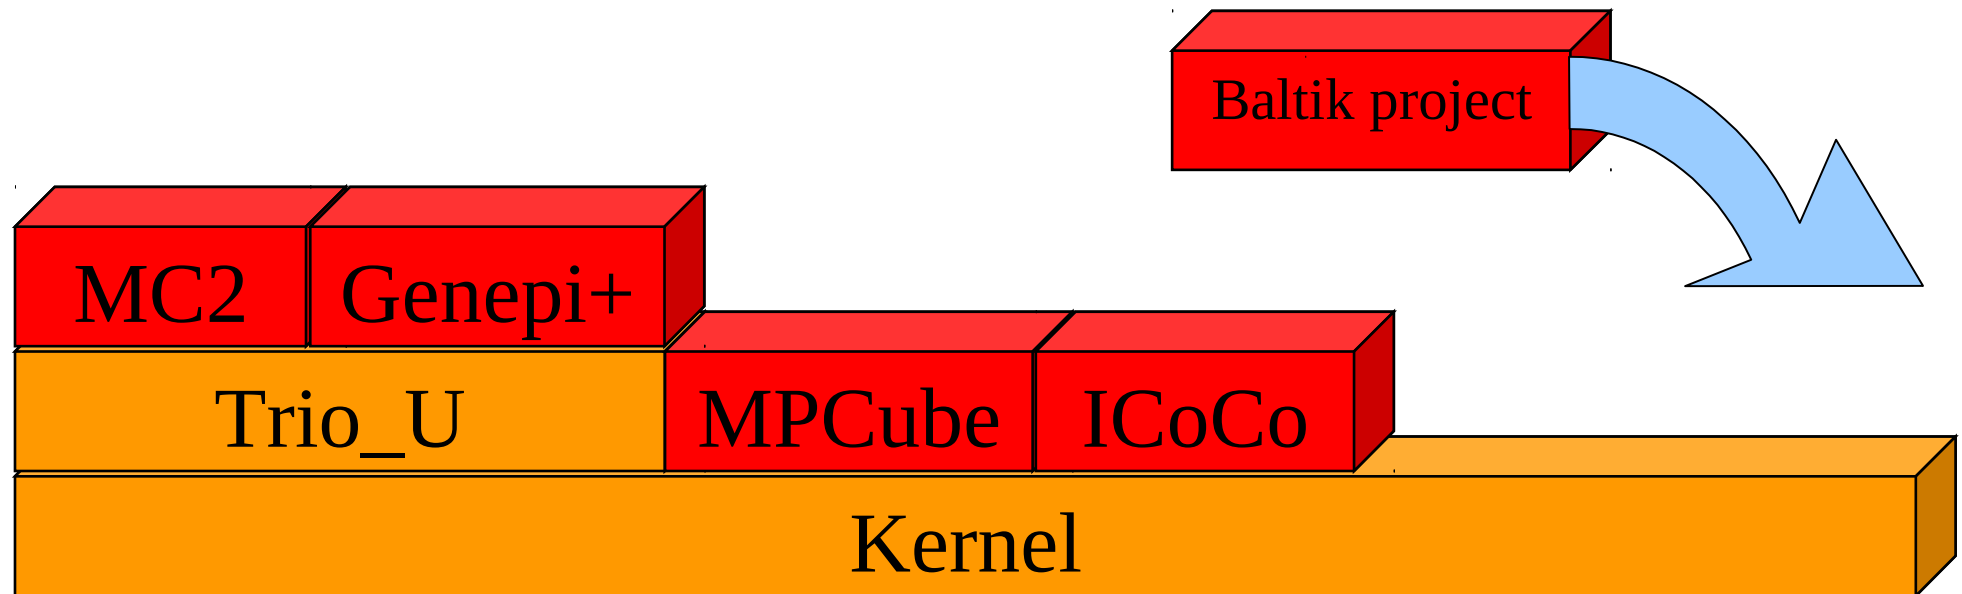 Baltik project
MC2 Genepi+
Trio_U MPCube ICoCo
Kernel